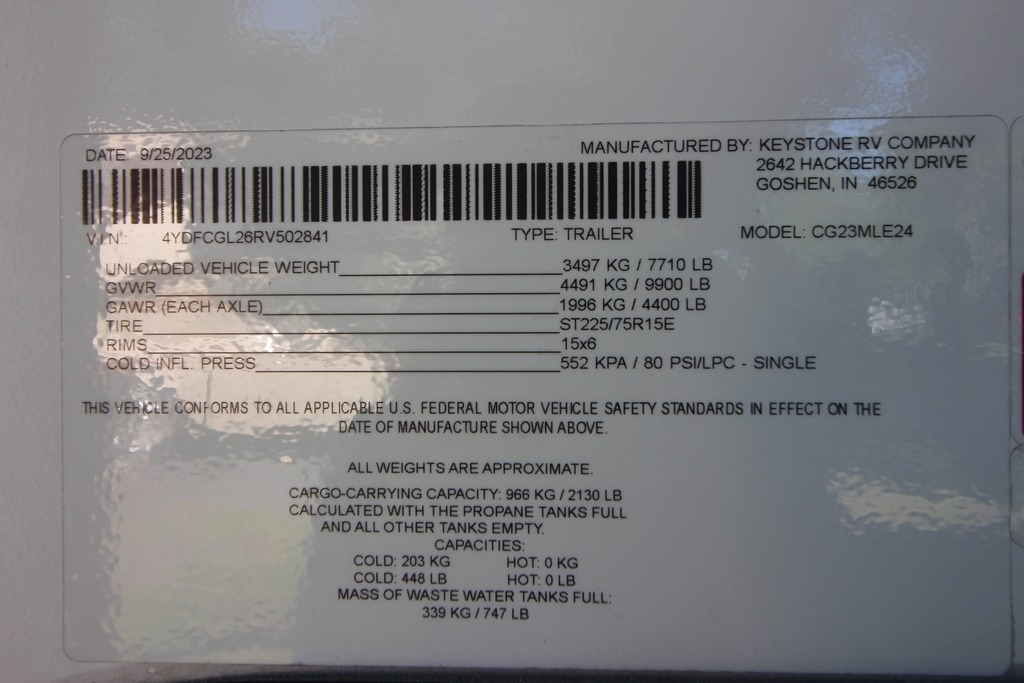 DATE: 9/25/2023
MANUFACTURED BY: KEYSTONE RV COMPANY
2642 HACKBERRY DRIVE
GOSHEN, IN 46526
V.I.N.: 4YDFCGL26RV502841 TYPE: TRAILER MODEL: CG23MLE24
UNLOADED VEHICLE WEIGHT 3497 KG / 7710 LB
GVWR 4491 KG / 9900 LB
GAWR (EACH AXLE) 1996 KG / 4400 LB
TIRE ST225/75R15E
RIMS 15x6
COLD INFL. PRESS 552 KPA / 80 PSI/LPC - SINGLE
THIS VEHICLE CONFORMS TO ALL APPLICABLE U.S. FEDERAL MOTOR VEHICLE SAFETY STANDARDS IN EFFECT ON THE
DATE OF MANUFACTURE SHOWN ABOVE.
ALL WEIGHTS ARE APPROXIMATE.
CARGO-CARRYING CAPACITY: 966 KG / 2130 LB
CALCULATED WITH THE PROPANE TANKS FULL
AND ALL OTHER TANKS EMPTY.
CAPACITIES:
COLD: 203 KG HOT: 0 KG
COLD: 448 LB HOT: 0 LB
MASS OF WASTE WATER TANKS FULL:
339 KG / 747 LB